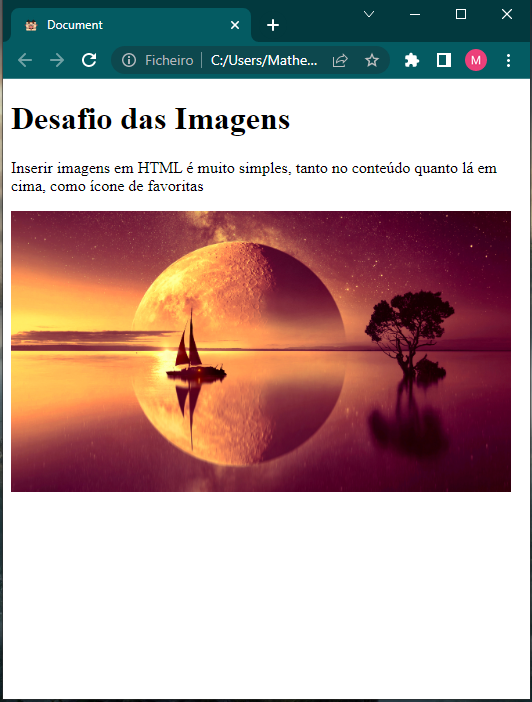 Document
Ficheiro
C:/Users/Mathe...
M
Desafio das Imagens
Inserir imagens em HTML é muito simples, tanto no conteúdo quanto lá em
cima, como ícone de favoritas